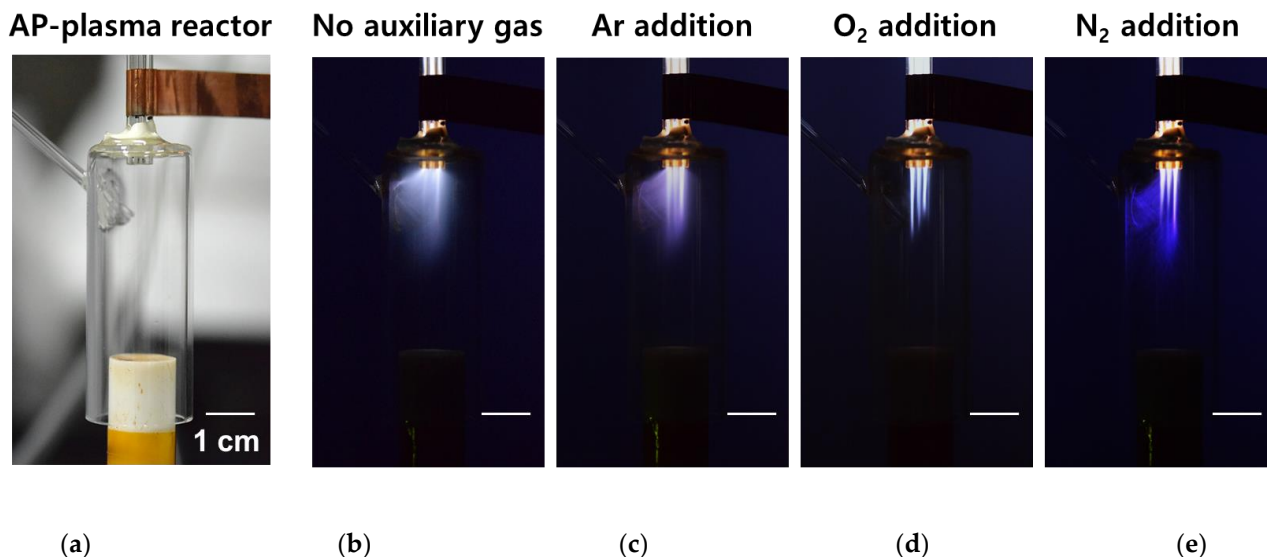 AP-plasma reactor No auxiliary gas Ar addition O₂ addition N₂ addition
1 cm
(a) (b) (c) (d) (e)